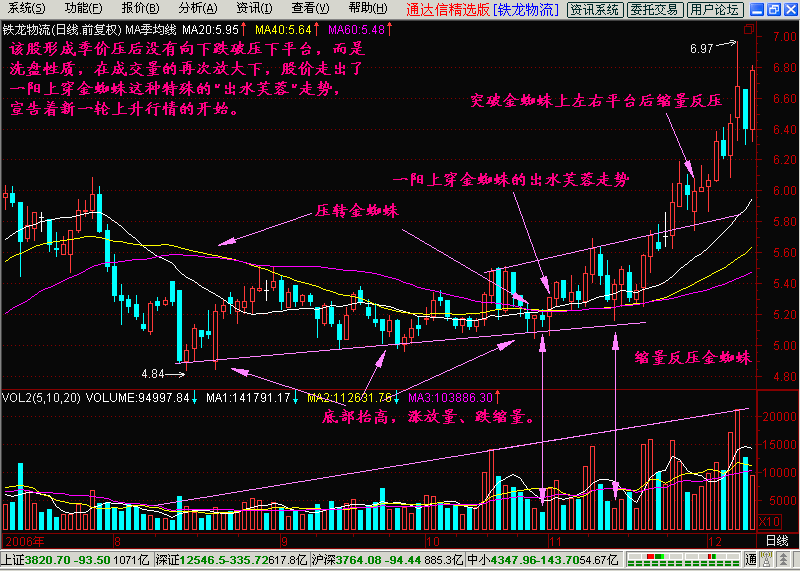 系统(S) 功能(F) 报价(B) 分析(A) 资讯(I) 查看(V) 帮助(H) 通达信精选版 [铁龙物流] 资讯系统 委托交易 用户论坛
铁龙物流(日线.前复权) MA季均线 MA20:5.95↑ MA40:5.64↑ MA60:5.48↑
该股形成季价压后没有向下跌破压下平台，而是
洗盘性质，在成交量的再次放大下，股价走出了
一阳上穿金蜘蛛这种特殊的"出水芙蓉"走势，
宣告着新一轮上升行情的开始。
6.97
突破金蜘蛛上左右平台后缩量反压
一阳上穿金蜘蛛的出水芙蓉走势
压转金蜘蛛
缩量反压金蜘蛛
4.84
7.00
6.80
6.60
6.40
6.20
6.00
5.80
5.60
5.40
5.20
5.00
4.80
VOL2(5,10,20) VOLUME:94997.84↓ MA1:141791.17↓ MA2:112631.76↓ MA3:103886.30↑
底部抬高，涨放量、跌缩量。
20000
15000
10000
5000
X10
2006年 8 9 10 11 12 日线
上证3820.70 -93.50 1071亿 深证12546.5-335.72617.8亿 沪深3764.08 -94.44 885.3亿 中小4347.96-143.7054.67亿 通